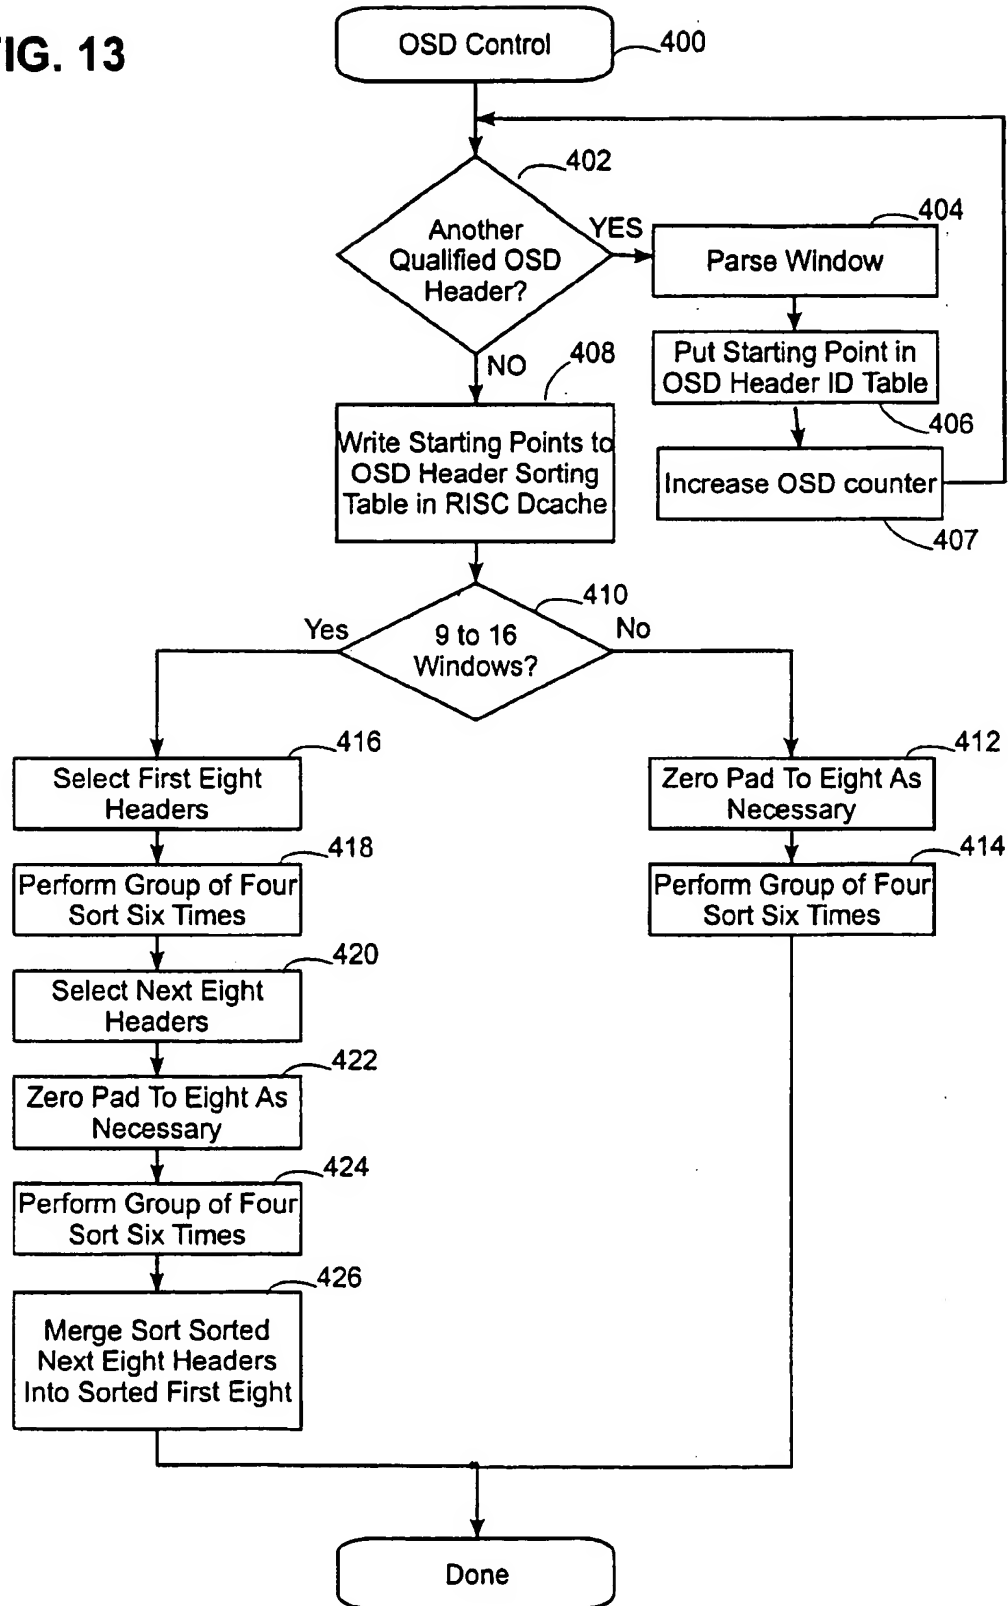 IG. 13
OSD Control
400
402
Another
Qualified OSD
Header?
YES
404
Parse Window
Put Starting Point in
OSD Header ID Table
406
Increase OSD counter
407
NO
408
Write Starting Points to
OSD Header Sorting
Table in RISC Dcache
410
9 to 16
Windows?
Yes
No
416
Select First Eight
Headers
418
Perform Group of Four
Sort Six Times
420
Select Next Eight
Headers
422
Zero Pad To Eight As
Necessary
424
Perform Group of Four
Sort Six Times
426
Merge Sort Sorted
Next Eight Headers
Into Sorted First Eight
412
Zero Pad To Eight As
Necessary
414
Perform Group of Four
Sort Six Times
Done